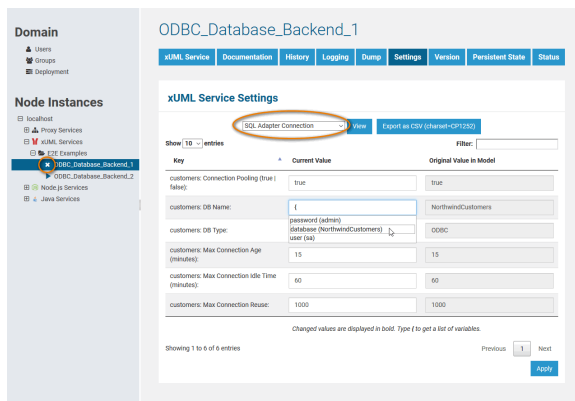 Domain
Users
Groups
Deployment
Node Instances
localhost
Proxy Services
xUML Services
E2E Examples
ODBC_Database_Backend_1
ODBC_Database_Backend_2
Node.js Services
Java Services
ODBC_Database_Backend_1
xUML Service Documentation History Logging Dump Settings Version Persistent State Status
xUML Service Settings
SQL Adapter Connection View Export as CSV (charset=CP1252)
Show 10 entries Filter:
Key Current Value Original Value in Model
customers: Connection Pooling (true |
false): true true
customers: DB Name: { NorthwindCustomers
password (admin)
database (NorthwindCustomers)
user (sa)
customers: DB Type: ODBC
customers: Max Connection Age
(minutes): 15 15
customers: Max Connection Idle Time
(minutes): 60 60
customers: Max Connection Reuse: 1000 1000
Changed values are displayed in bold. Type { to get a list of variables.
Showing 1 to 6 of 6 entries Previous 1 Next
Apply